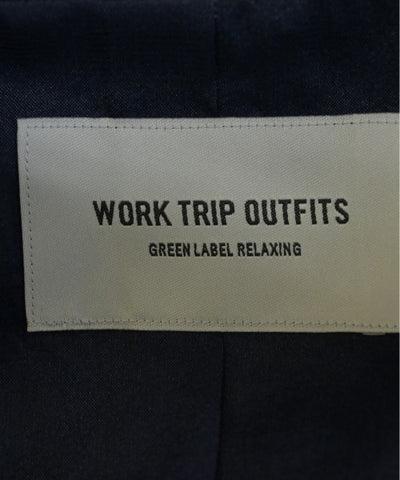 WORK TRIP OUTFITS
GREEN LABEL RELAXING